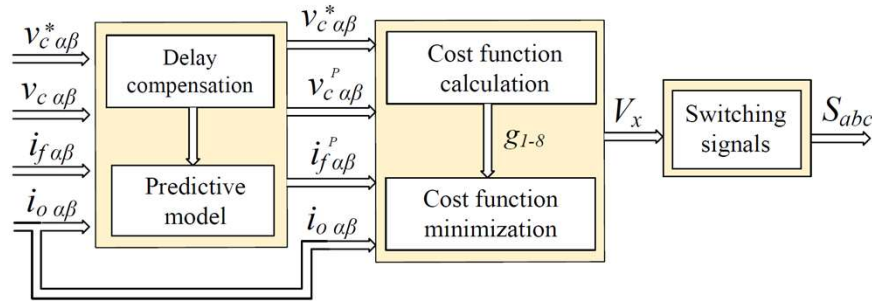 v*c αβ
vc αβ
if αβ
io αβ
Delay
compensation
Predictive
model
v*c αβ
vPc αβ
iPf αβ
io αβ
Cost function
calculation
g1-8
Cost function
minimization
Vx
Switching
signals
Sabc